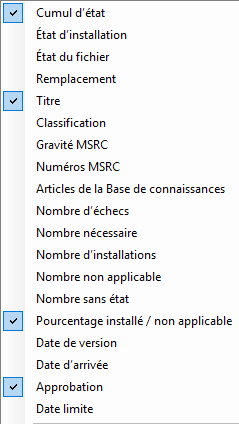 Cumul d'état
État d'installation
État du fichier
Remplacement
Titre
Classification
Gravité MSRC
Numéros MSRC
Articles de la Base de connaissances
Nombre d'échecs
Nombre nécessaire
Nombre d'installations
Nombre non applicable
Nombre sans état
Pourcentage installé / non applicable
Date de version
Date d'arrivée
Approbation
Date limite